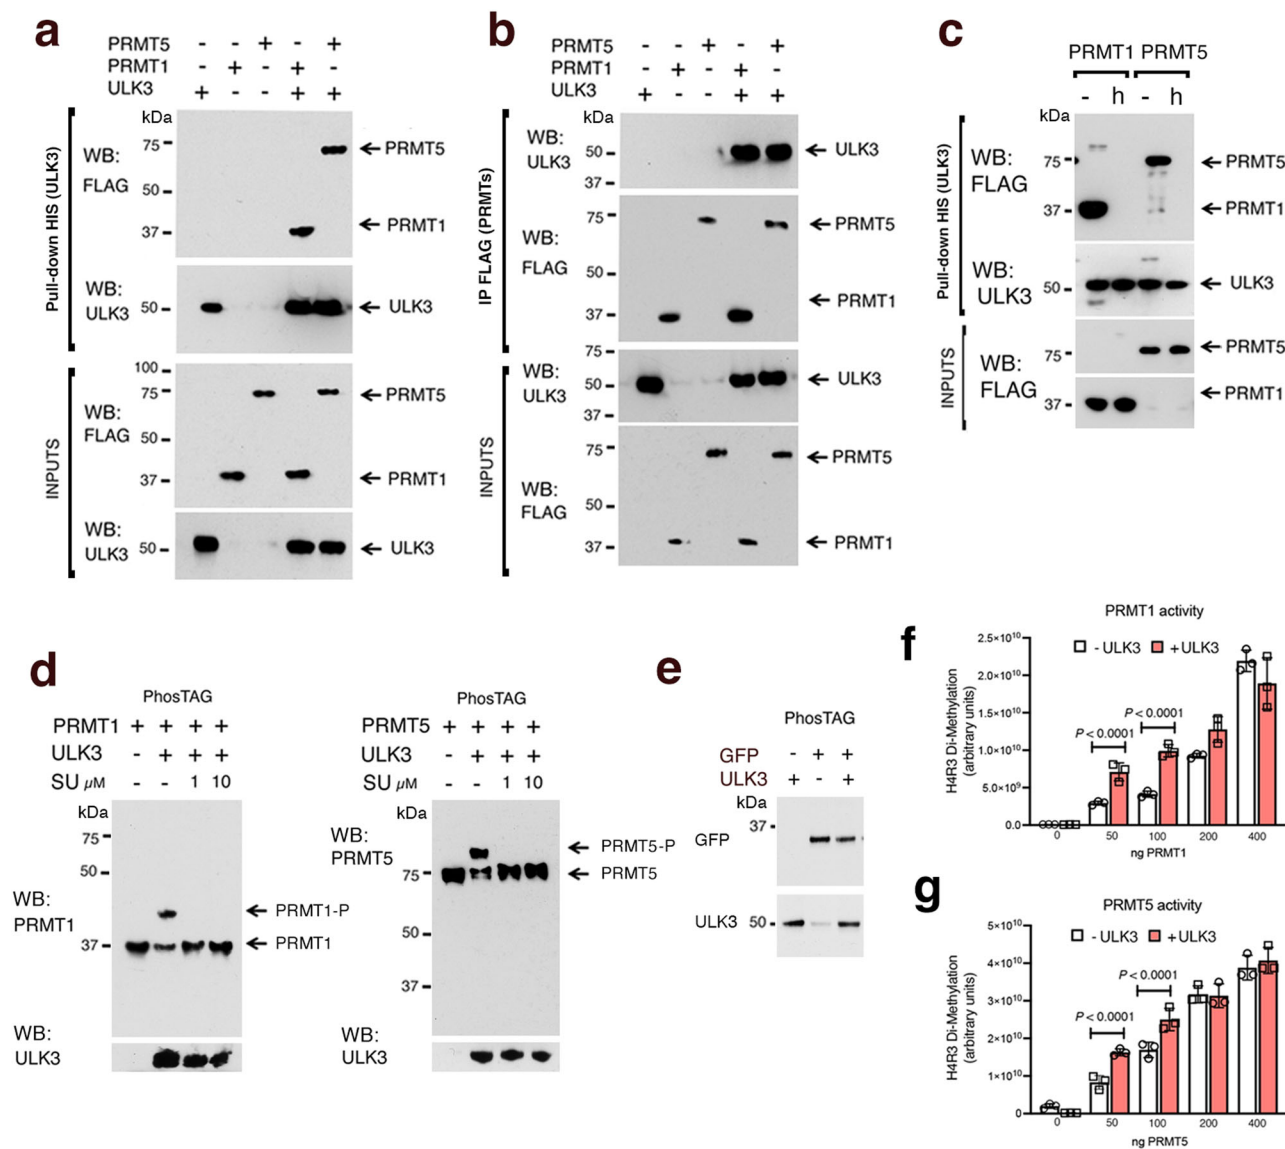 a
PRMT5 - - + - +
PRMT1 - + - + -
ULK3 + - - + +
kDa
Pull-down HIS (ULK3)
WB:
FLAG
75
50
37
PRMT5
PRMT1
WB:
ULK3
50
ULK3
INPUTS
WB:
FLAG
100
75
50
37
PRMT5
PRMT1
WB:
ULK3
50
ULK3
b
PRMT5 - - + - +
PRMT1 - + - + -
ULK3 + - - + +
kDa
IP FLAG (PRMTs)
WB:
ULK3
50
37
ULK3
WB:
FLAG
75
50
37
PRMT5
PRMT1
INPUTS
WB:
ULK3
75
50
37
ULK3
WB:
FLAG
75
50
37
PRMT5
PRMT1
c
PRMT1 PRMT5
- h - h
kDa
Pull-down HIS (ULK3)
WB:
FLAG
75
37
PRMT5
PRMT1
WB:
ULK3
50
ULK3
INPUTS
WB:
FLAG
75
37
PRMT5
PRMT1
d
PhosTAG
PRMT1 + + + +
ULK3 - + + +
SU µM - - 1 10
kDa
75
50
37
WB:
PRMT1
PRMT1-P
PRMT1
WB:
ULK3
PhosTAG
PRMT5 + + + +
ULK3 - + + +
SU µM - - 1 10
kDa
WB:
PRMT5
75
50
37
PRMT5-P
PRMT5
WB:
ULK3
e
PhosTAG
GFP - + +
ULK3 + - +
kDa
37
GFP
ULK3
50
f
PRMT1 activity
- ULK3 +ULK3
H4R3 Di-Methylation
(arbitrary units)
2.5×10¹⁰
2.0×10¹⁰
1.5×10¹⁰
1.0×10¹⁰
5.0×10⁹
0.0
P < 0.0001
P < 0.0001
0 50 100 200 400
ng PRMT1
g
PRMT5 activity
- ULK3 +ULK3
H4R3 Di-Methylation
(arbitrary units)
5×10¹⁰
4×10¹⁰
3×10¹⁰
2×10¹⁰
1×10¹⁰
0
P < 0.0001
P < 0.0001
0 50 100 200 400
ng PRMT5